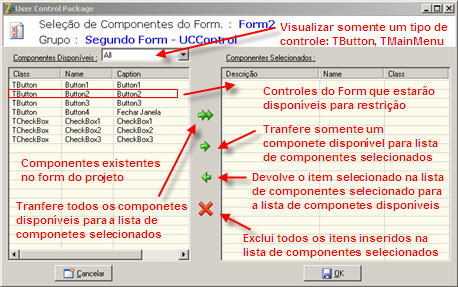 User Control Package
Seleção de Componentes do Form. : Form2
Grupo : Segundo Form - UCControl
Visualizar somente um tipo de
controle: TButton, TMainMenu
Componentes Disponíveis : All
Componentes Selecionados :
Class Name Caption
TButton Button1 Button1
TButton Button2 Button2
TButton Button3 Button3
TButton Button4 Fechar Janela
TCheckBox CheckBox1 CheckBox1
TCheckBox CheckBox2 CheckBox2
TCheckBox CheckBox3 CheckBox3
Descrição Name Class
Controles do Form que estarão
disponíveis para restrição
Tranfere somente um
componete disponível para lista
de componentes selecionados
Componentes existentes
no form do projeto
Devolve o item selecionado na lista
de componentes selecionado para
a lista de componetes disponíveis
Tranfere todos os componetes
disponíveis para a lista de
componetes selecionados
Exclui todos os itens inseridos na
lista de componentes selecionados
Cancelar
OK